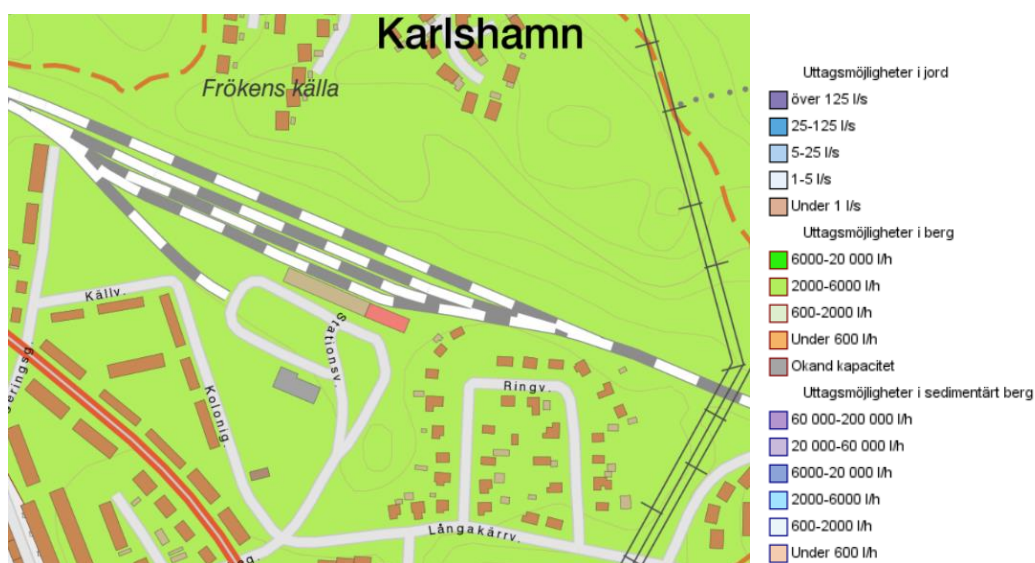 Karlshamn
Frökens källa
Källv.
Stationsv.
Kolonig.
Ringv.
Långakärrv.
Uttagsmöjligheter i jord
över 125 l/s
25-125 l/s
5-25 l/s
1-5 l/s
Under 1 l/s
Uttagsmöjligheter i berg
6000-20 000 l/h
2000-6000 l/h
600-2000 l/h
Under 600 l/h
Okand kapacitet
Uttagsmöjligheter i sedimentärt berg
60 000-200 000 l/h
20 000-60 000 l/h
6000-20 000 l/h
2000-6000 l/h
600-2000 l/h
Under 600 l/h